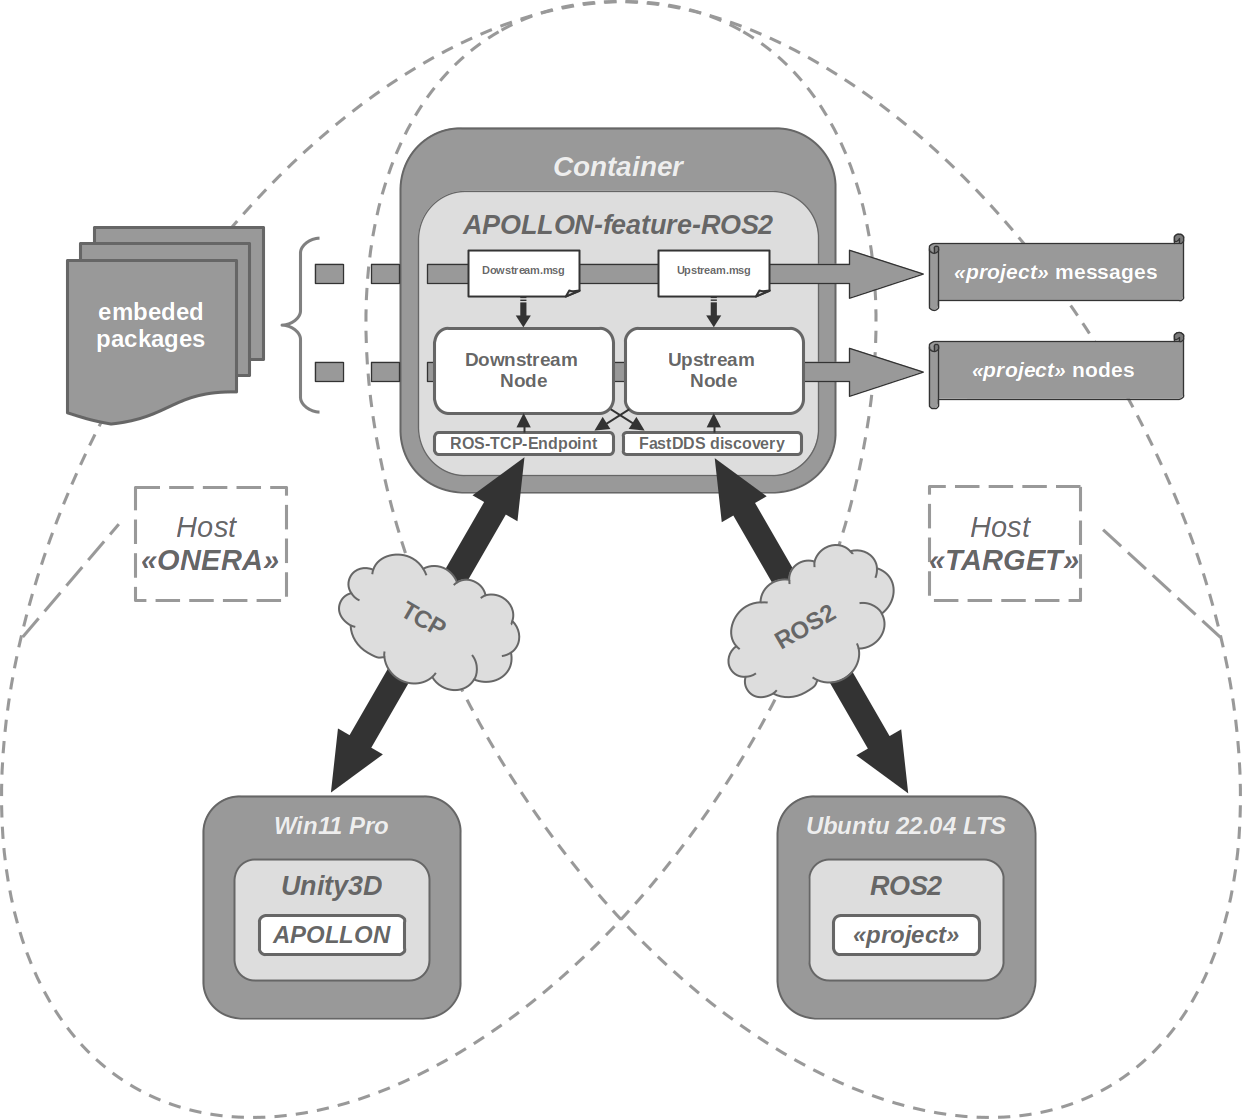 Container
APOLLON-feature-ROS2
Dowstream.msg
Upstream.msg
«project» messages
embeded
packages
Downstream
Node
Upstream
Node
«project» nodes
ROS-TCP-Endpoint
FastDDS discovery
Host
«ONERA»
Host
«TARGET»
TCP
ROS2
Win11 Pro
Unity3D
APOLLON
Ubuntu 22.04 LTS
ROS2
«project»